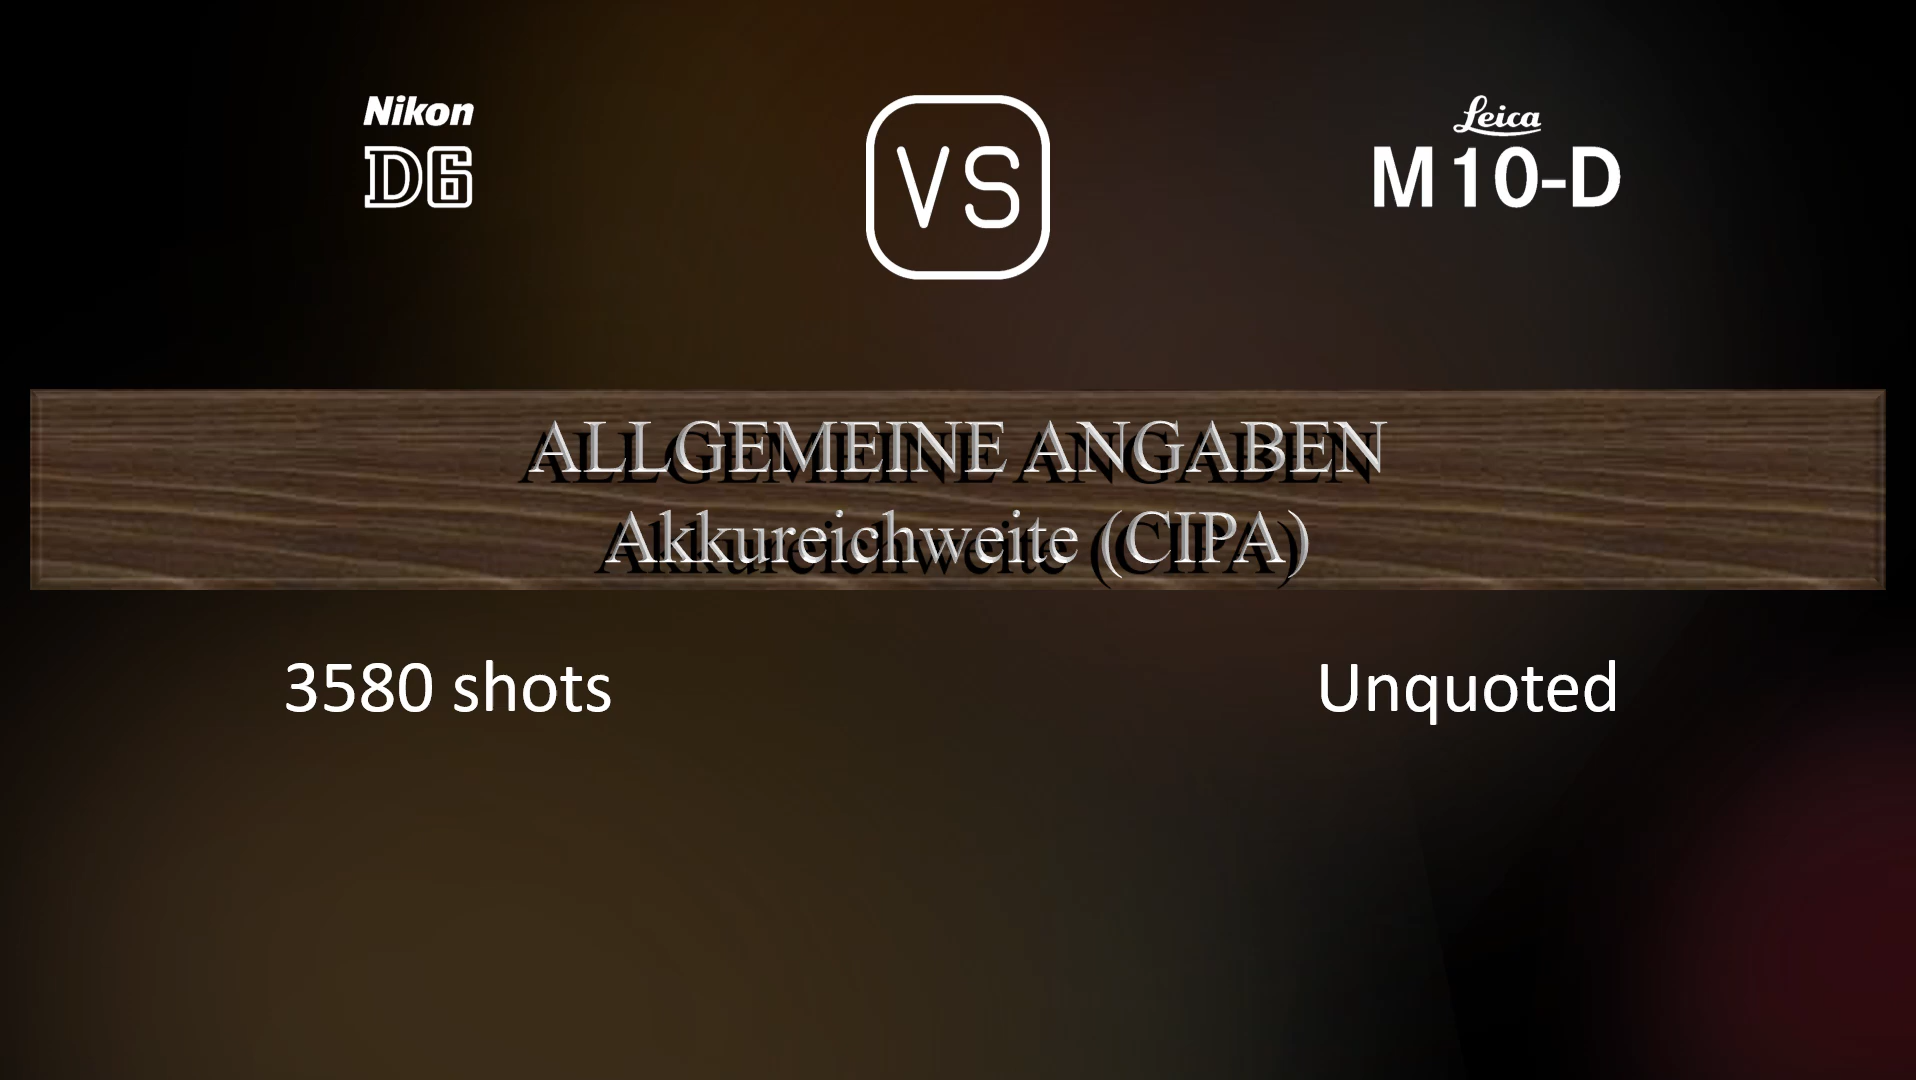 Nikon
D6
VS
Leica
M10-D
ALLGEMEINE ANGABEN
Akkureichweite (CIPA)
3580 shots
Unquoted